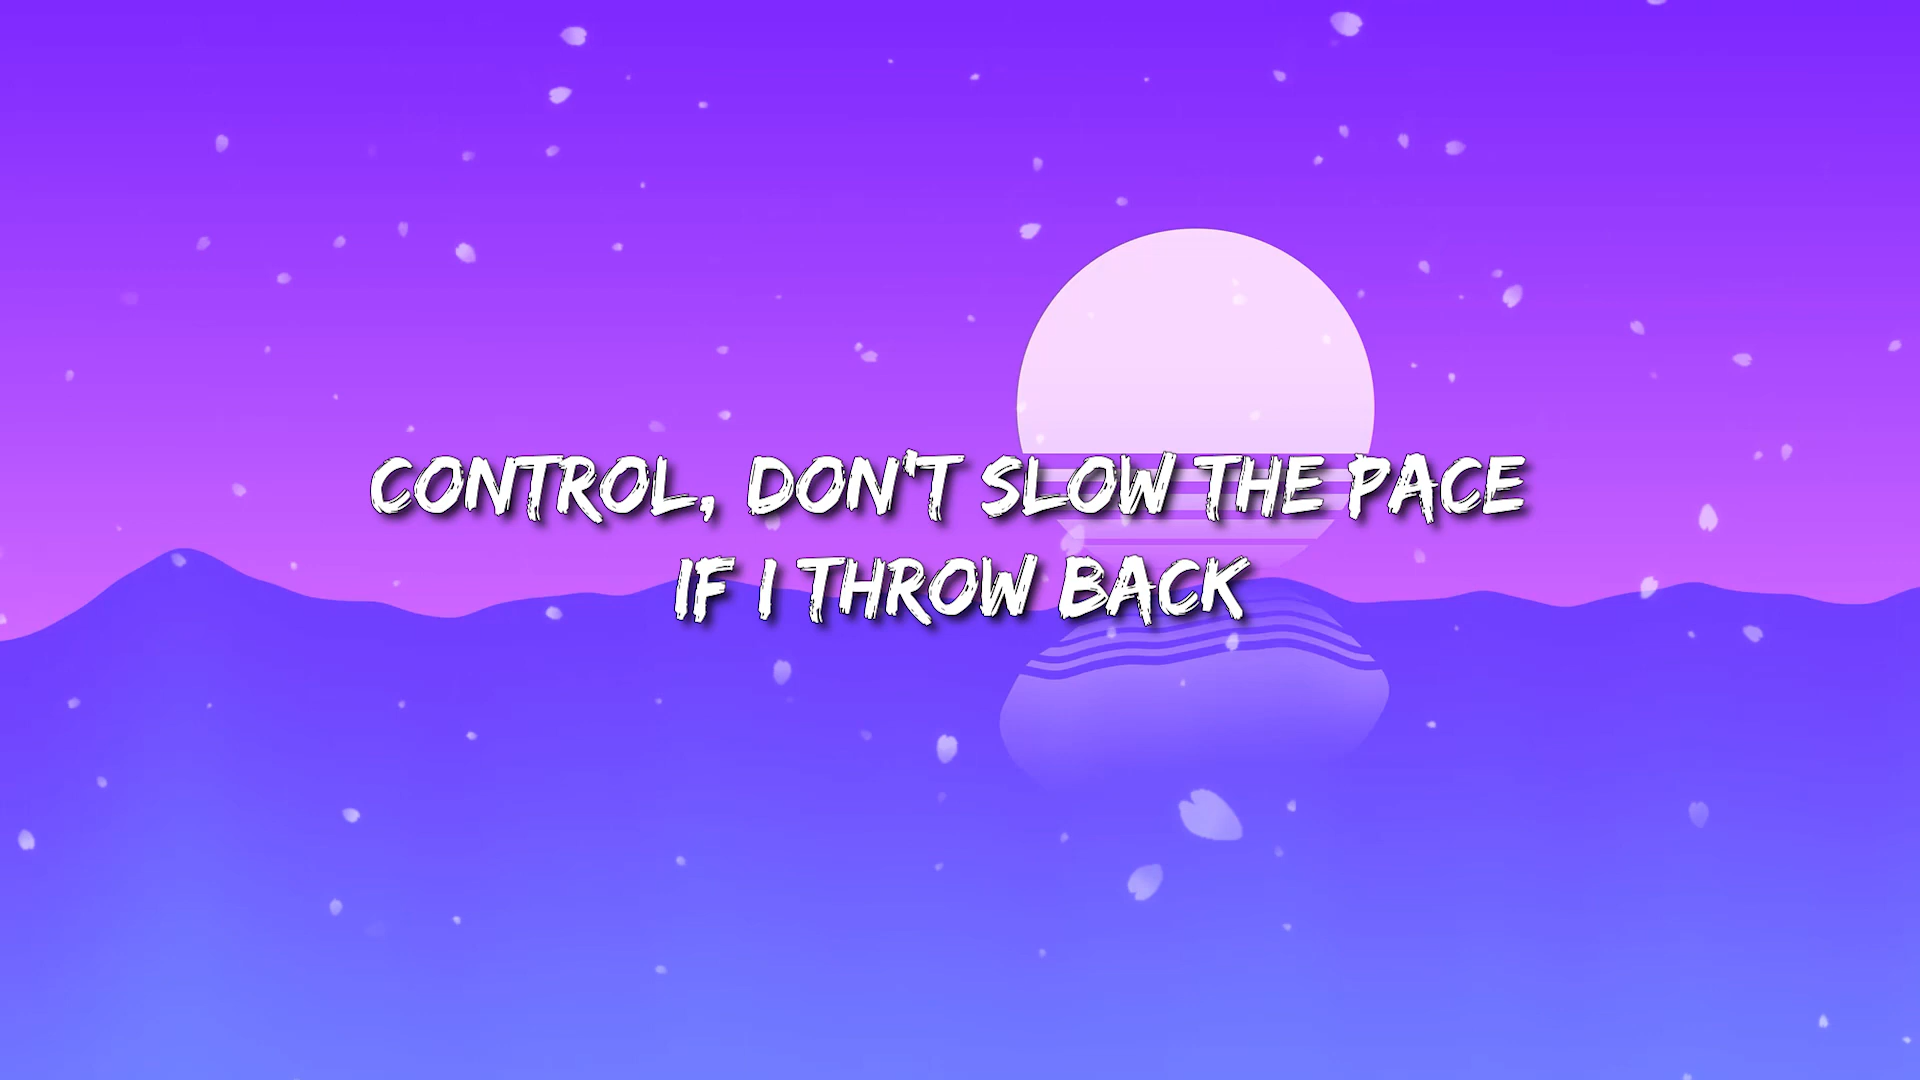 CONTROL, DON'T SLOW THE PACE
IF I THROW BACK